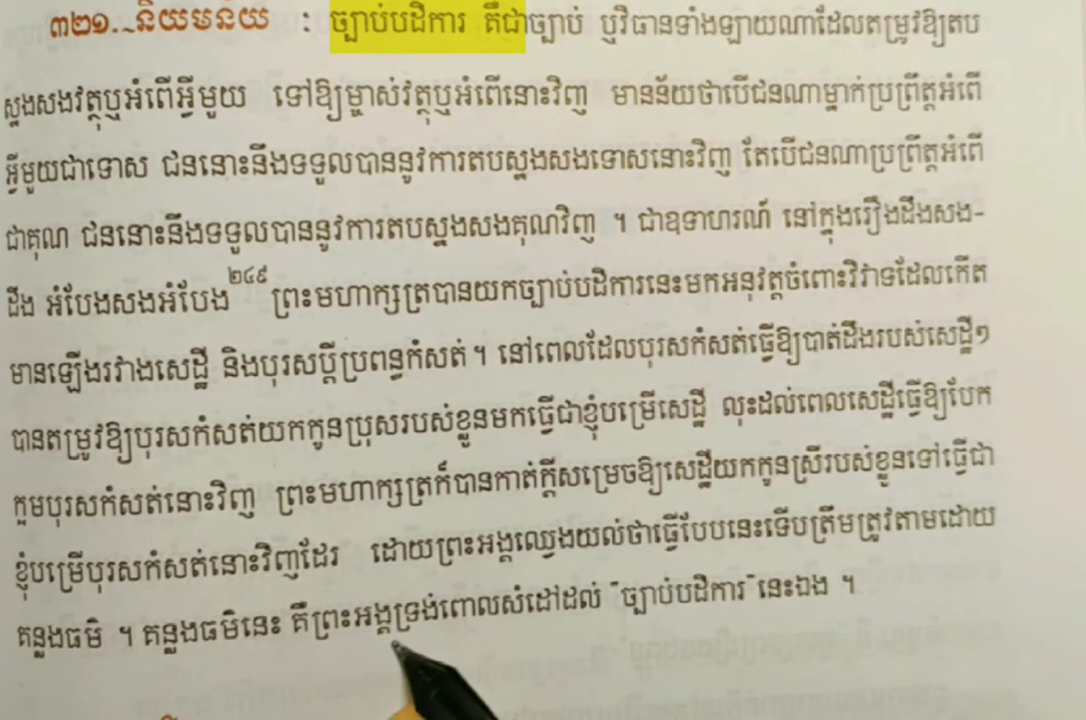 ៣២១._និយមន័យ : ច្បាប់បដិការ គឺជាច្បាប់ ឬវិធានទាំងឡាយណាដែលតម្រូវឱ្យតប
ស្នងសងវត្ថុឬអំពើអ្វីមួយ ទៅឱ្យម្ចាស់វត្ថុឬអំពើនោះវិញ មានន័យថាបើជនណាម្នាក់ប្រព្រឹត្តអំពើ
អ្វីមួយជាទោស ជននោះនឹងទទួលបាននូវការតបស្នងសងទោសនោះវិញ តែបើជនណាប្រព្រឹត្តអំពើ
ជាគុណ ជននោះនឹងទទួលបាននូវការតបស្នងសងគុណវិញ ។ ជាឧទាហរណ៍ នៅក្នុងរឿងដឹងសង-
ដឹង អំបែងសងអំបែង២៤៩ ព្រះមហាក្សត្របានយកច្បាប់បដិការនេះមកអនុវត្តចំពោះវិវាទដែលកើត
មានឡើងរវាងសេដ្ឋី និងបុរសប្តីប្រពន្ធកំសត់ ។ នៅពេលដែលបុរសកំសត់ធ្វើឱ្យបាត់ដឹងរបស់សេដ្ឋី១
បានតម្រូវឱ្យបុរសកំសត់យកកូនប្រុសរបស់ខ្លួនមកធ្វើជាខ្ញុំបម្រើសេដ្ឋី លុះដល់ពេលសេដ្ឋីធ្វើឱ្យបែក
ក្អមបុរសកំសត់នោះវិញ ព្រះមហាក្សត្រក៏បានកាត់ក្តីសម្រេចឱ្យសេដ្ឋីយកកូនស្រីរបស់ខ្លួនទៅធ្វើជា
ខ្ញុំបម្រើបុរសកំសត់នោះវិញដែរ ដោយព្រះអង្គឈ្វេងយល់ថាធ្វើបែបនេះទើបត្រឹមត្រូវតាមដោយ
គន្លងធម៌ ។ គន្លងធម៌នេះ គឺព្រះអង្គទ្រង់ពោលសំដៅដល់ "ច្បាប់បដិការ" នេះឯង ។